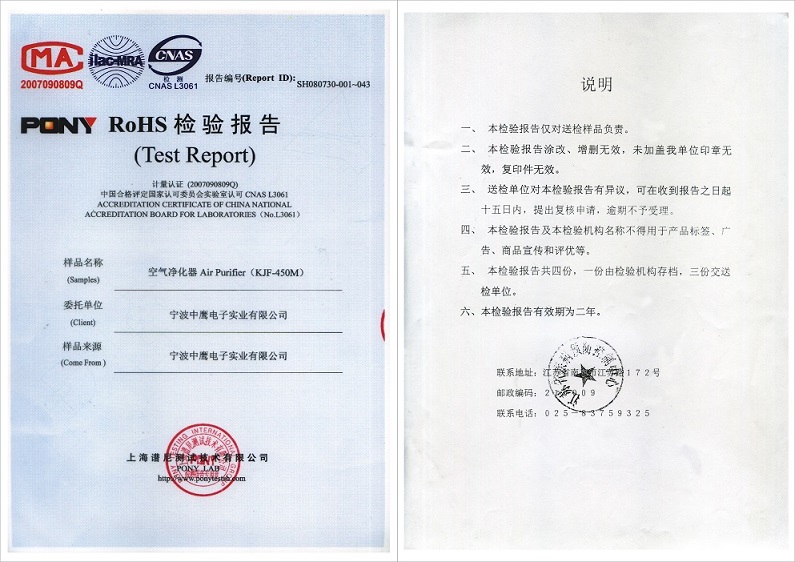 MA
2007090809Q
ilac-MRA
CNAS
检 测
CNAS L3061
报告编号(Report ID):
SH080730-001~043
PONY RoHS 检验报告
(Test Report)
计量认证 (2007090809Q)
中国合格评定国家认可委员会实验室认可 CNAS L3061
ACCREDITATION CERTIFICATE OF CHINA NATIONAL
ACCREDITATION BOARD FOR LABORATORIES (No.L3061)
样品名称
(Samples)
空气净化器 Air Purifier (KJF-450M)
委托单位
(Client)
宁波中鹰电子实业有限公司
样品来源
(Come From )
宁波中鹰电子实业有限公司
上海谱尼测试技术有限公司
PONY LAB
http://www.ponytestsh.com
说明
一、 本检验报告仅对送检样品负责。
二、 本检验报告涂改、增删无效，未加盖我单位印章无
效，复印件无效。
三、 送检单位对本检验报告有异议，可在收到报告之日起
十五日内，提出复核申请，逾期不予受理。
四、 本检验报告及本检验机构名称不得用于产品标签、广
告、商品宣传和评优等。
五、 本检验报告共四份，一份由检验机构存档，三份交送
检单位。
六、本检验报告有效期为二年。
联系地址：江苏省南 172号
邮政编码：2 09
联系电话：025-83759325